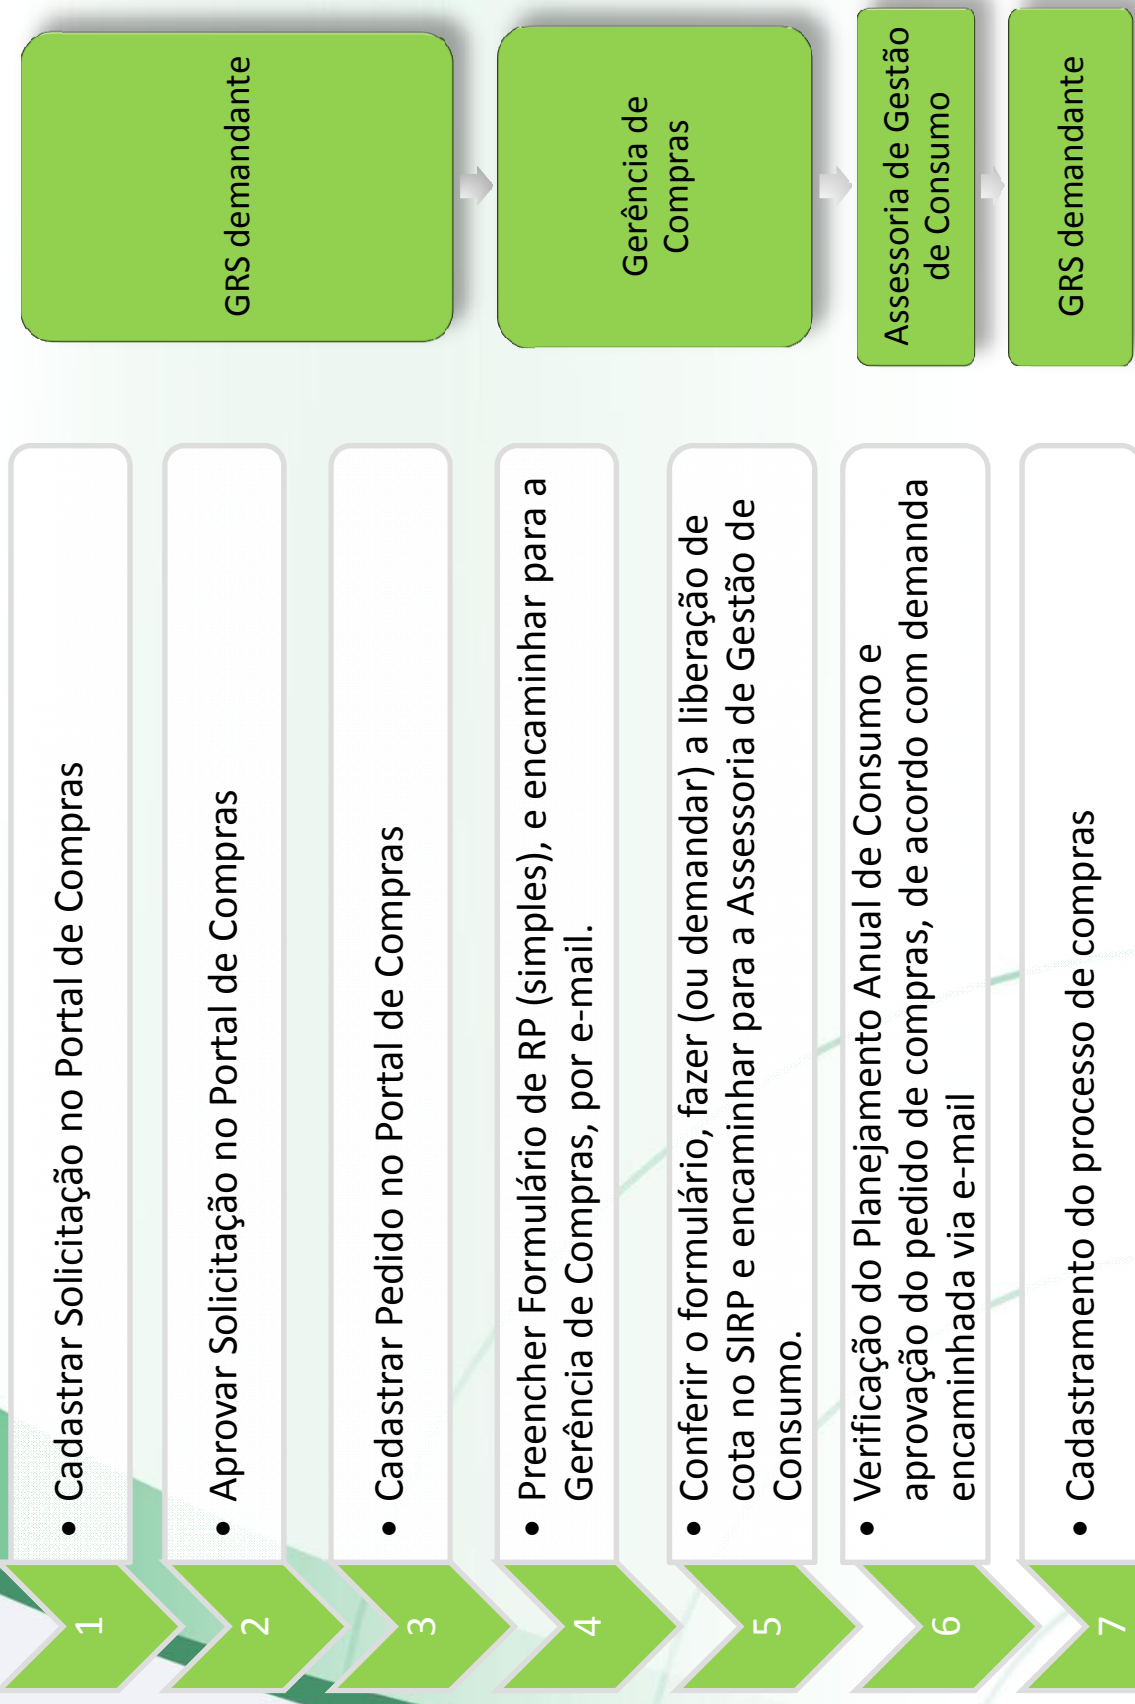 1
• Cadastrar Solicitação no Portal de Compras
2
• Aprovar Solicitação no Portal de Compras
3
• Cadastrar Pedido no Portal de Compras
GRS demandante
4
• Preencher Formulário de RP (simples), e encaminhar para a
Gerência de Compras, por e-mail.
5
• Conferir o formulário, fazer (ou demandar) a liberação de
cota no SIRP e encaminhar para a Assessoria de Gestão de
Consumo.
Gerência de
Compras
6
• Verificação do Planejamento Anual de Consumo e
aprovação do pedido de compras, de acordo com demanda
encaminhada via e-mail
Assessoria de Gestão
de Consumo
7
• Cadastramento do processo de compras
GRS demandante